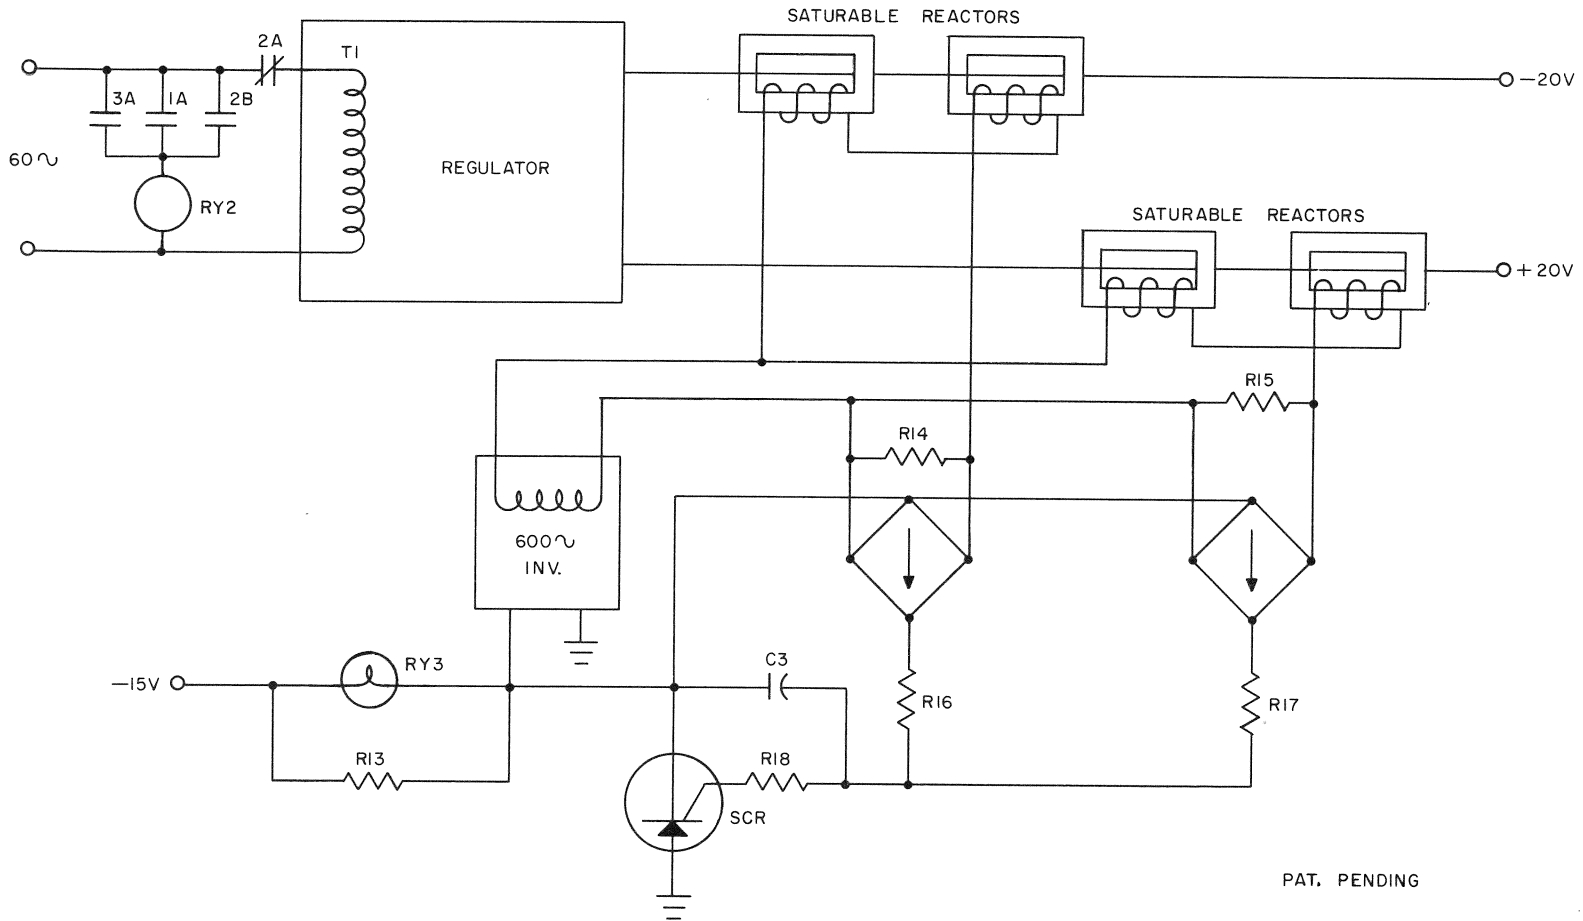 SATURABLE REACTORS
2A
T1
-20V
3A
1A
2B
60~
REGULATOR
RY2
SATURABLE REACTORS
+20V
R15
R14
600~
INV.
C3
RY3
-15V
R16
R17
R13
R18
SCR
PAT. PENDING